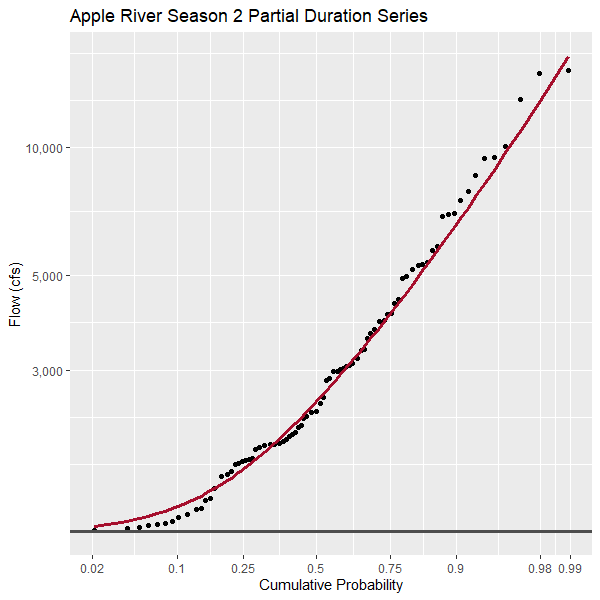 Apple River Season 2 Partial Duration Series
10,000
5,000
3,000
Flow (cfs)
0.02 0.1 0.25 0.5 0.75 0.9 0.98 0.99
Cumulative Probability